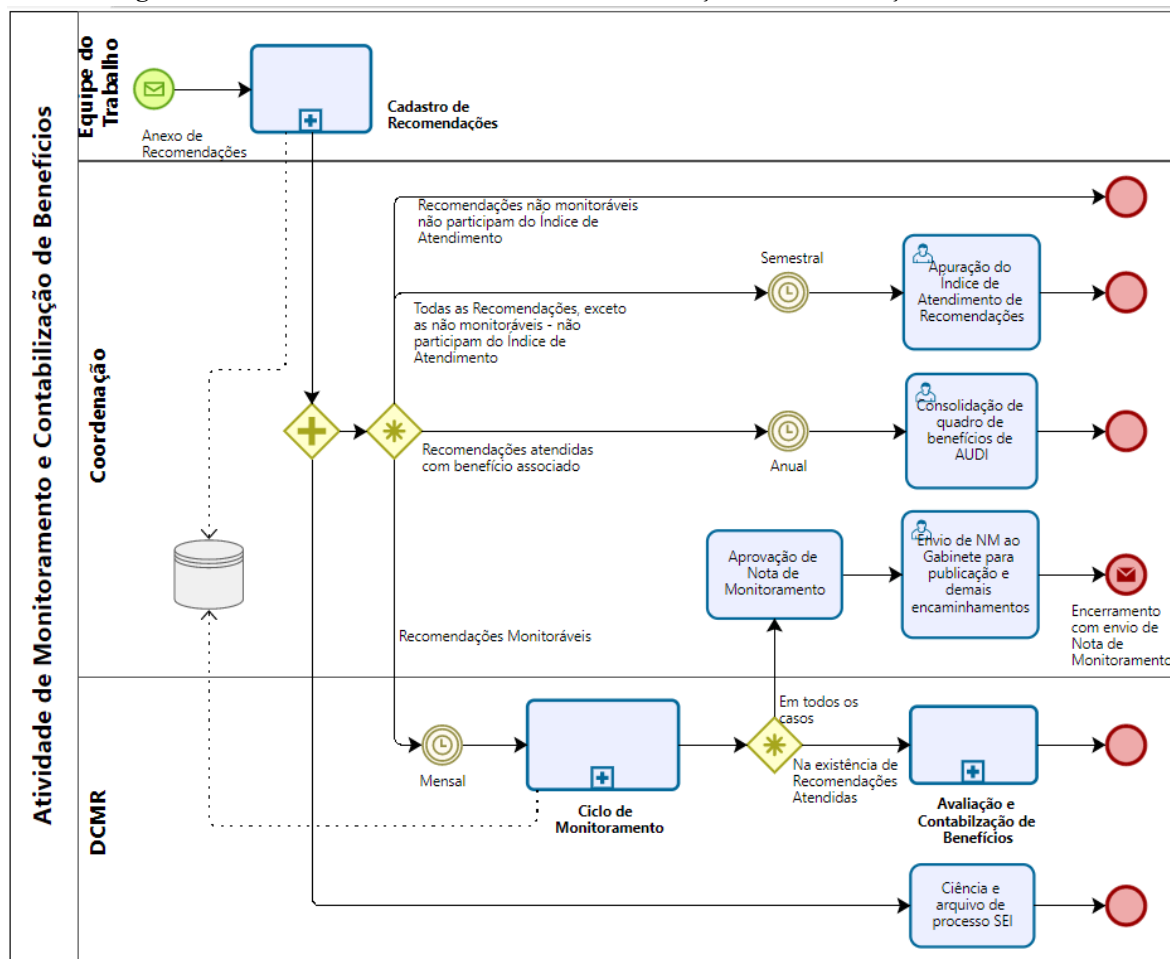 Atividade de Monitoramento e Contabilização de Benefícios
Equipe do
Trabalho
Anexo de
Recomendações
Cadastro de
Recomendações
Coordenação
Recomendações não monitoráveis
não participam do Índice de
Atendimento
Todas as Recomendações, exceto
as não monitoráveis - não
participam do Índice de
Atendimento
Semestral
Apuração do
Índice de
Atendimento de
Recomendações
Recomendações atendidas
com benefício associado
Anual
Consolidação de
quadro de
benefícios de
AUDI
Aprovação de
Nota de
Monitoramento
Envio de NM ao
Gabinete para
publicação e
demais
encaminhamentos
Encerramento
com envio de
Nota de
Monitoramento
Recomendações Monitoráveis
DCMR
Mensal
Ciclo de
Monitoramento
Em todos os
casos
Na existência de
Recomendações
Atendidas
Avaliação e
Contabilzação de
Benefícios
Ciência e
arquivo de
processo SEI